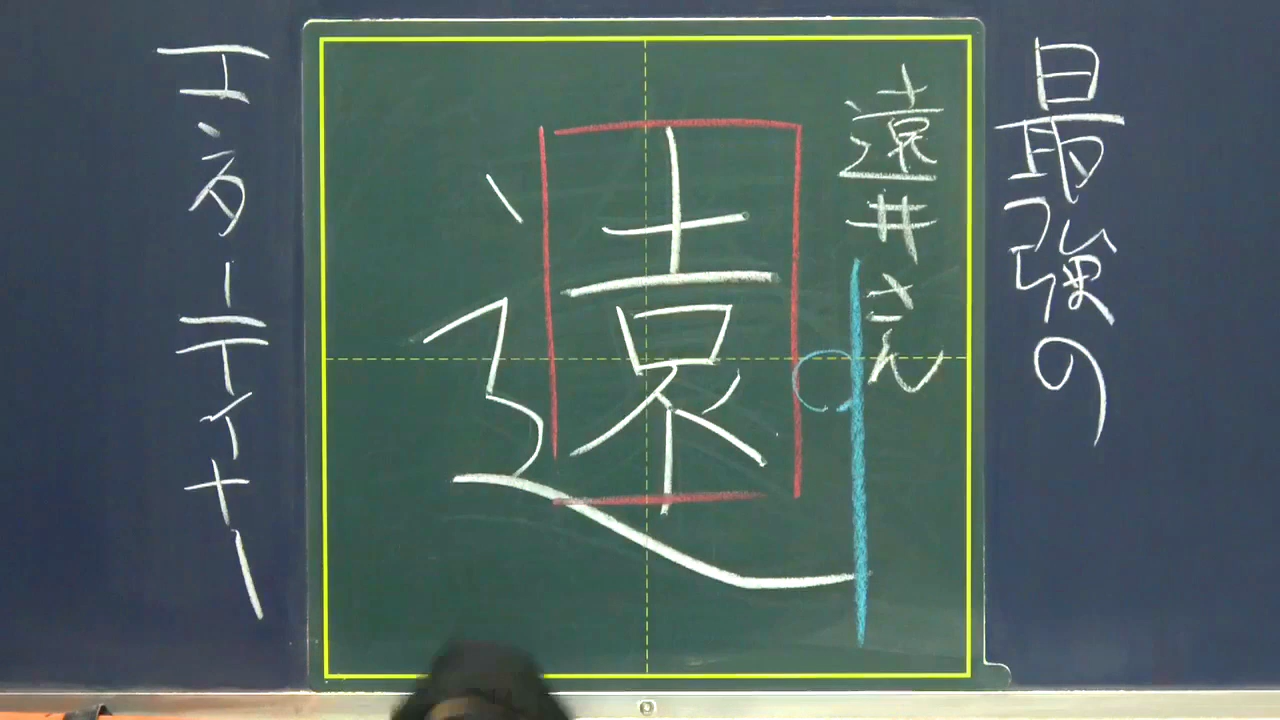 最強の
遠井さん
遠
エンターテイナー